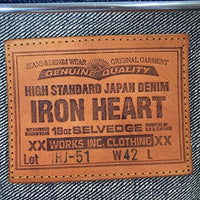 JEANS & DENIM WEAR ORIGINAL GARMENT
GENUINE QUALITY
HIGH STANDARD JAPAN DENIM
IRON HEART
18oz SELVEDGE
XX WORKS INC. CLOTHING XX
Lot IHJ-51 W42 L